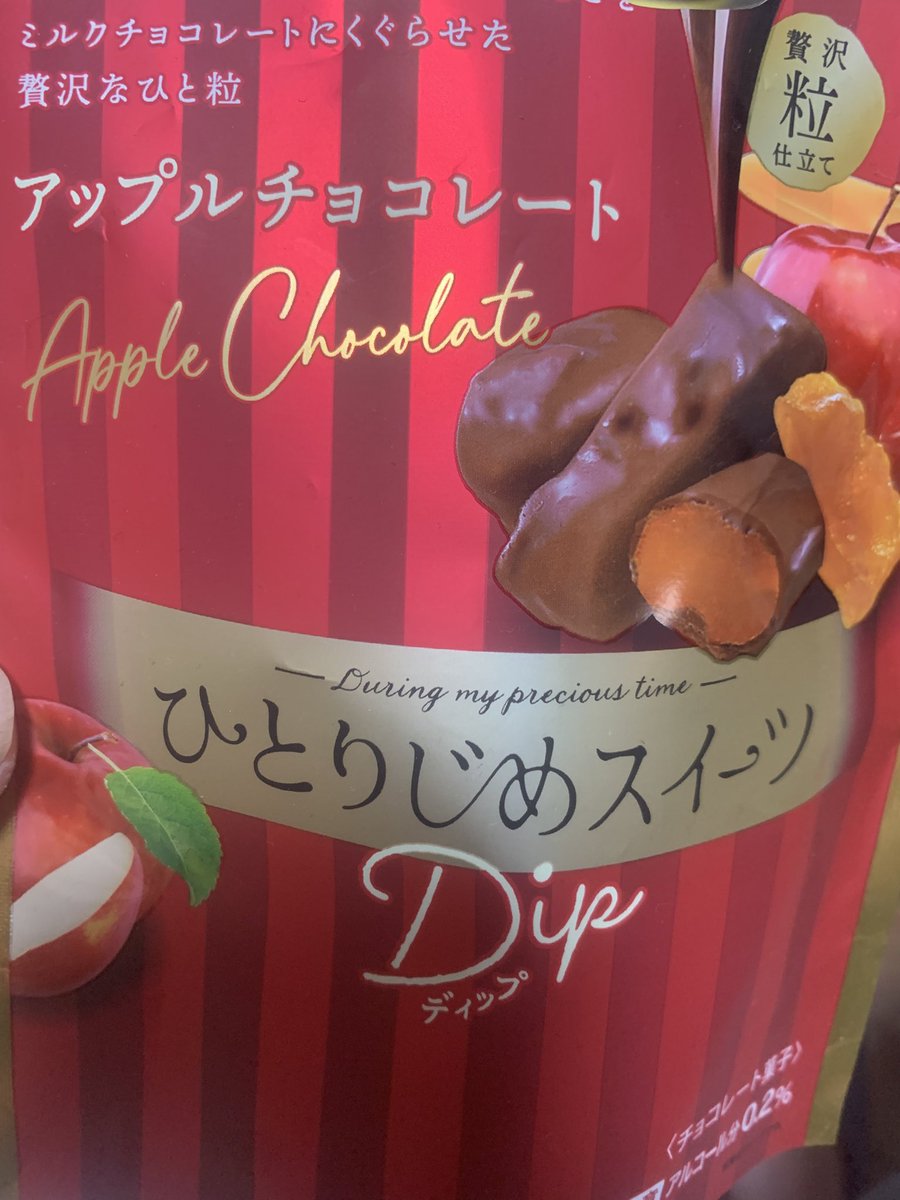 ミルクチョコレートにくぐらせた
贅沢なひと粒
贅沢
粒
仕立て
アップルチョコレート
Apple Chocolate
During my precious time
ひとりじめスイーツ
Dip
ディップ
〈チョコレート菓子〉
アルコール分0.2%